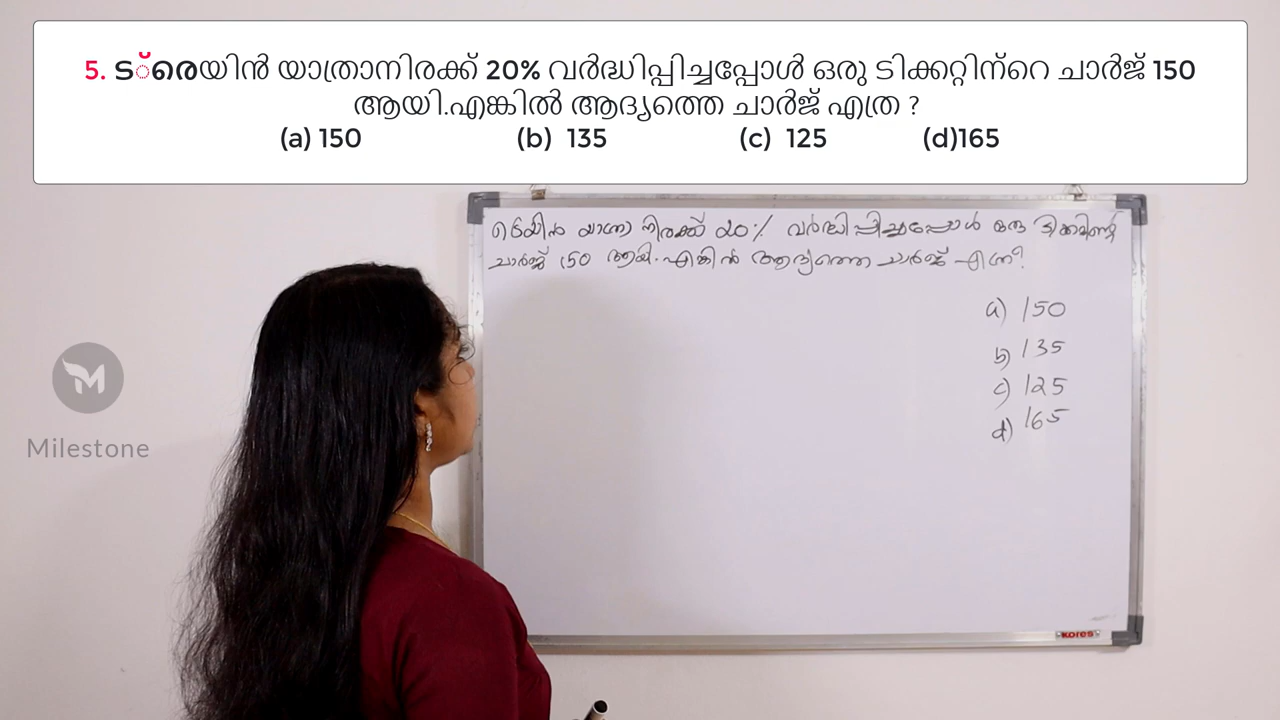 5. ട്രെയിൻ യാത്രാനിരക്ക് 20% വർദ്ധിപ്പിച്ചപ്പോൾ ഒരു ടിക്കറ്റിന്റെ ചാർജ് 150
ആയി.എങ്കിൽ ആദ്യത്തെ ചാർജ് എത്ര ?
(a) 150 (b) 135 (c) 125 (d)165
ട്രെയിൻ യാത്രാ നിരക്ക് 20% വർദ്ധിപ്പിച്ചപ്പോൾ ഒരു ടിക്കറ്റിന്റെ
ചാർജ് 150 ആയി. എങ്കിൽ ആദ്യത്തെ ചാർജ് എത്ര?
a) 150
b) 135
c) 125
d) 165
M
Milestone
KORES